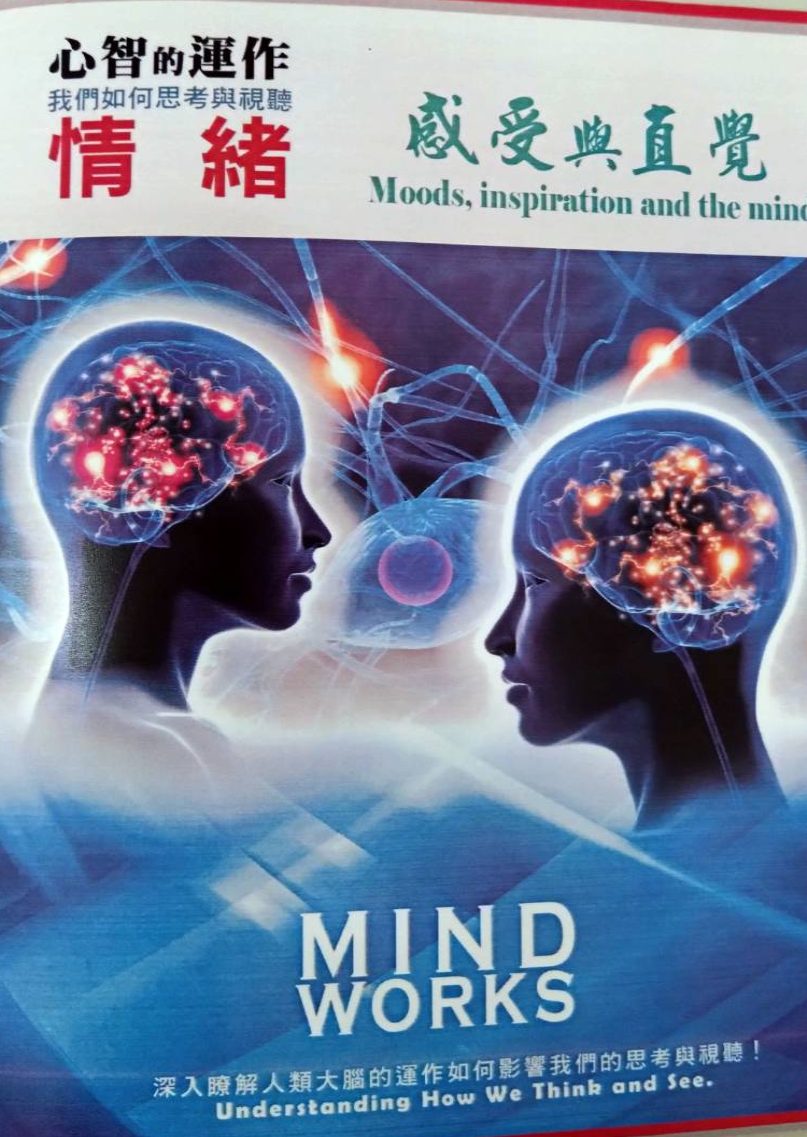 心智的運作
我們如何思考與視聽
情緒
感受與直覺
Moods, inspiration and the mind
MIND
WORKS
深入瞭解人類大腦的運作如何影響我們的思考與視聽！
Understanding How We Think and See.